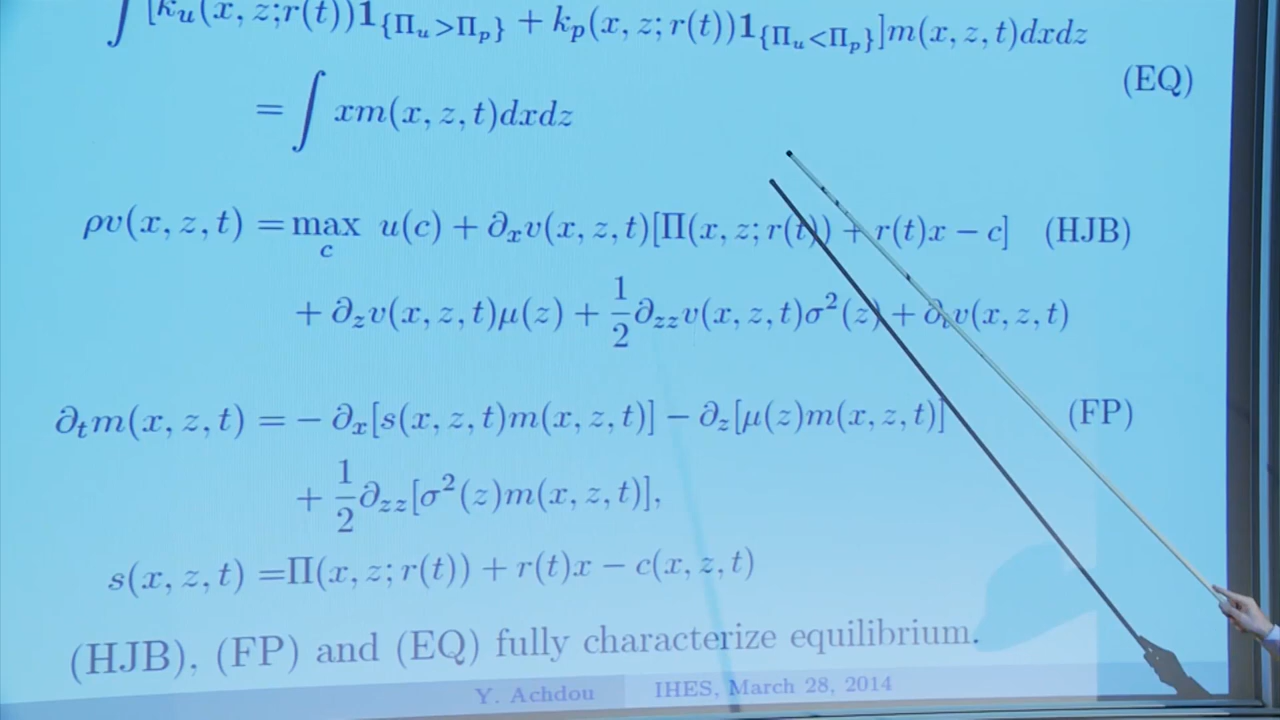 ∫ [k_u(x, z; r(t))1_{Π_u>Π_p} + k_p(x, z; r(t))1_{Π_u<Π_p}]m(x, z, t)dxdz
(EQ)
= ∫ xm(x, z, t)dxdz
ρv(x, z, t) = max_c u(c) + ∂_x v(x, z, t)[Π(x, z; r(t)) + r(t)x − c] (HJB)
+ ∂_z v(x, z, t)μ(z) + 1/2 ∂_zz v(x, z, t)σ²(z) + ∂_t v(x, z, t)
∂_t m(x, z, t) = − ∂_x[s(x, z, t)m(x, z, t)] − ∂_z[μ(z)m(x, z, t)] (FP)
+ 1/2 ∂_zz[σ²(z)m(x, z, t)],
s(x, z, t) = Π(x, z; r(t)) + r(t)x − c(x, z, t)
(HJB), (FP) and (EQ) fully characterize equilibrium.
Y. Achdou IHES, March 28, 2014